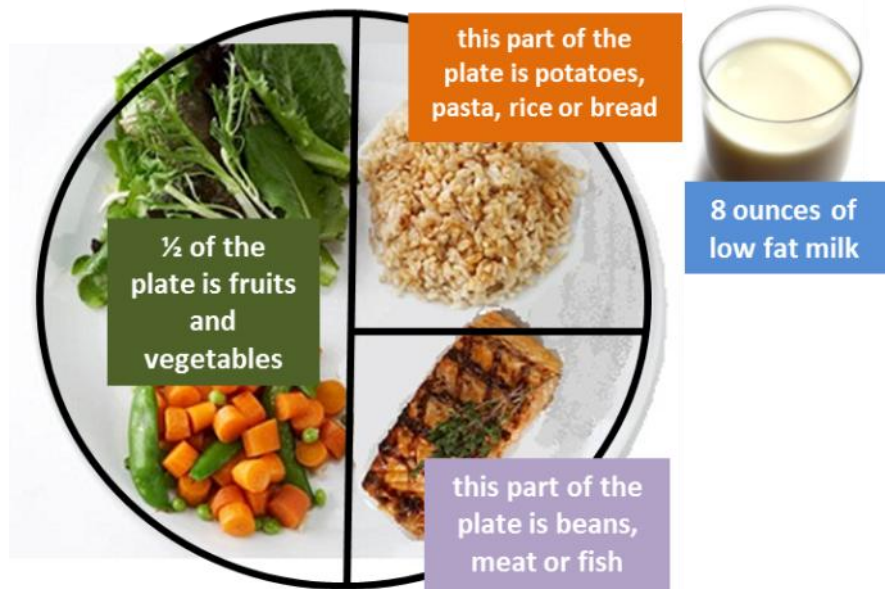 this part of the
plate is potatoes,
pasta, rice or bread
8 ounces of
low fat milk
½ of the
plate is fruits
and
vegetables
this part of the
plate is beans,
meat or fish